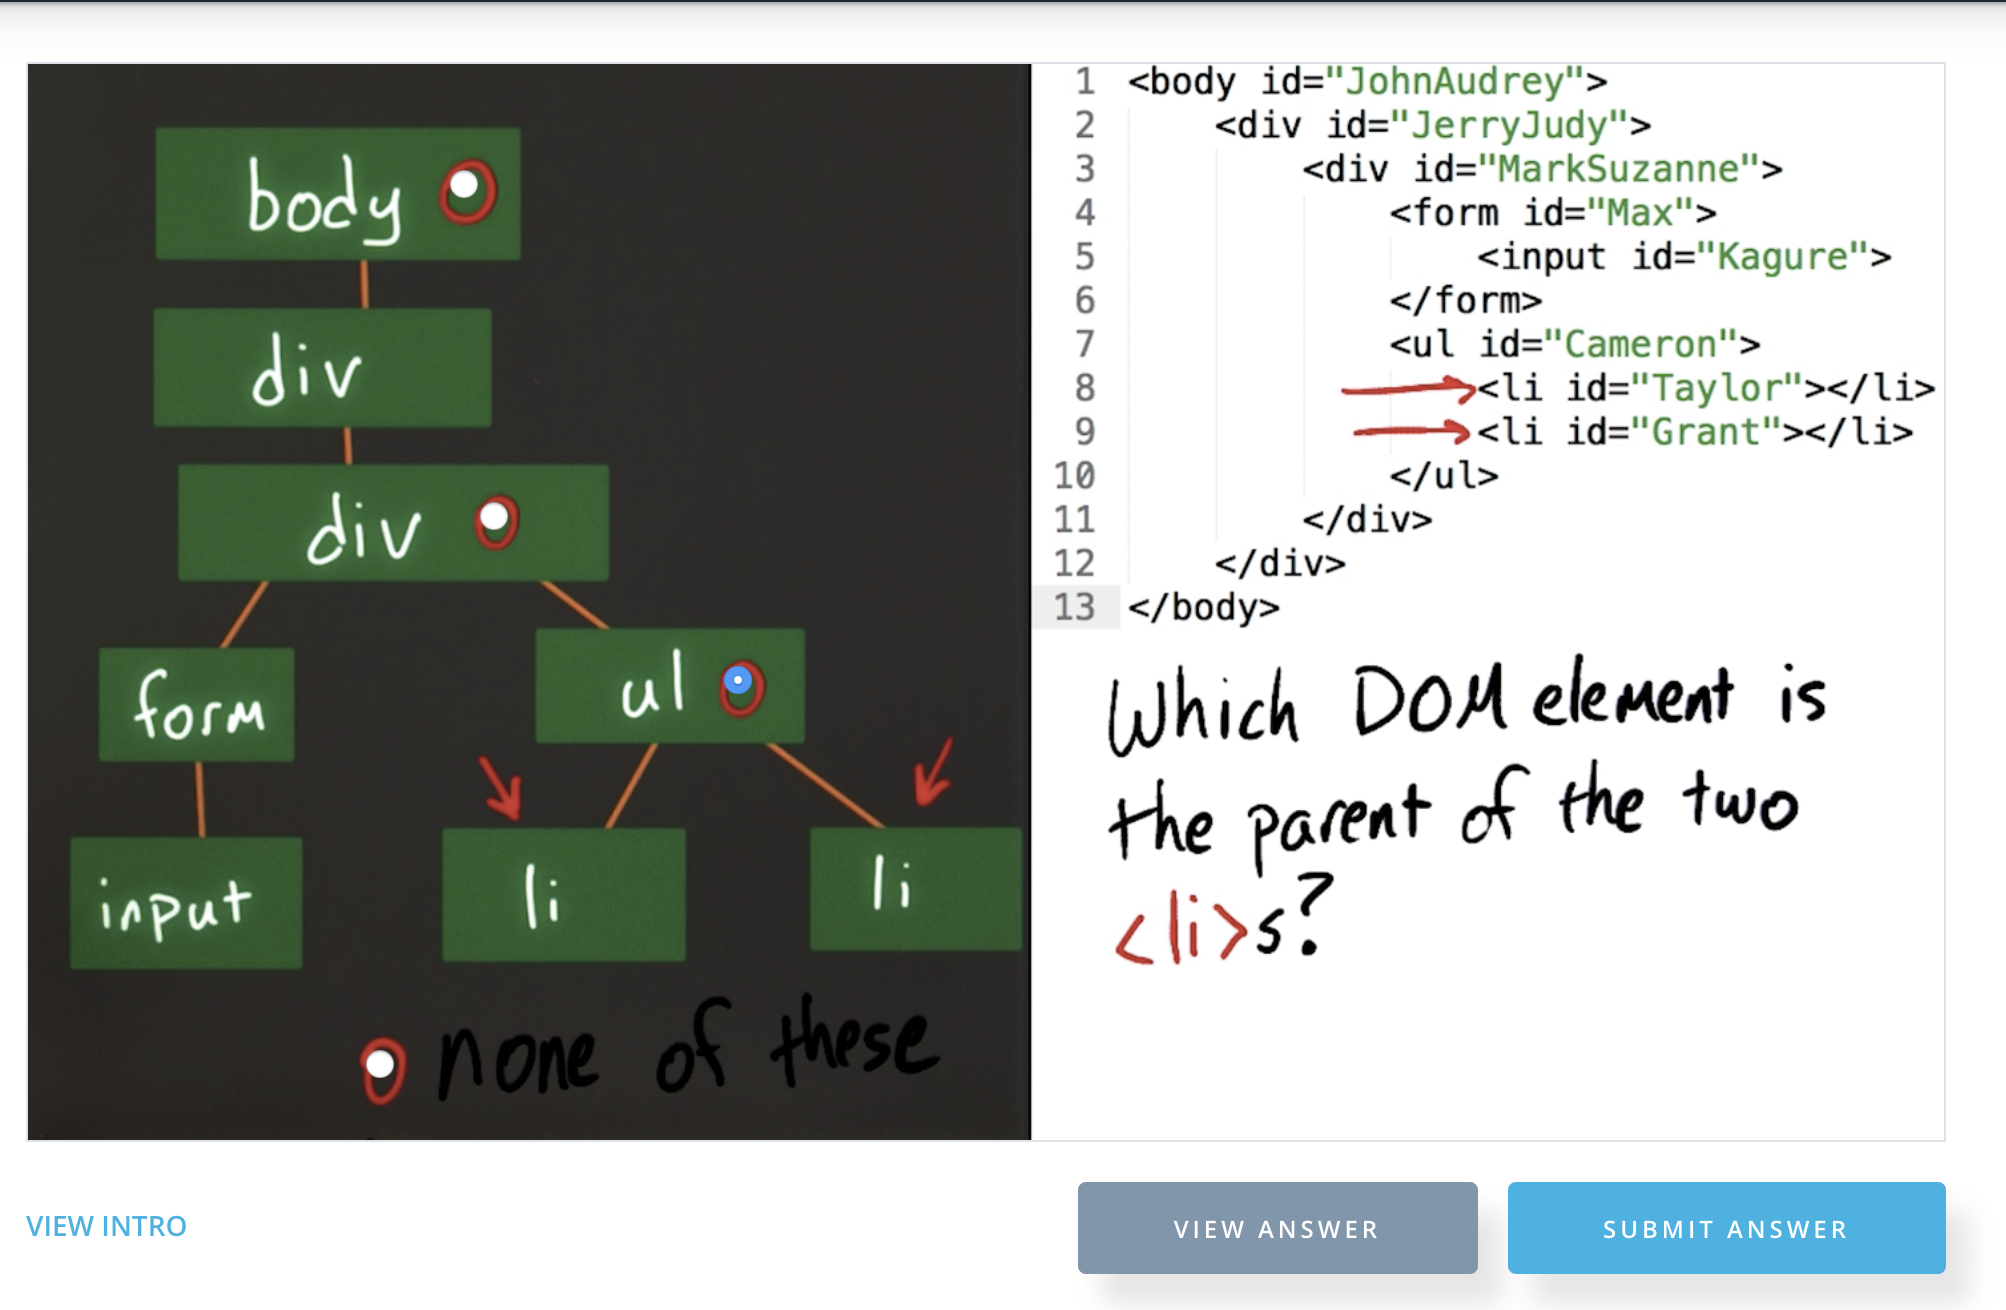 body
div
div
form
ul
input
li
li
none of these
1 <body id="JohnAudrey">
2 <div id="JerryJudy">
3 <div id="MarkSuzanne">
4 <form id="Max">
5 <input id="Kagure">
6 </form>
7 <ul id="Cameron">
8 <li id="Taylor"></li>
9 <li id="Grant"></li>
10 </ul>
11 </div>
12 </div>
13 </body>
Which DOM element is
the parent of the two
<li>s?
VIEW INTRO
VIEW ANSWER
SUBMIT ANSWER